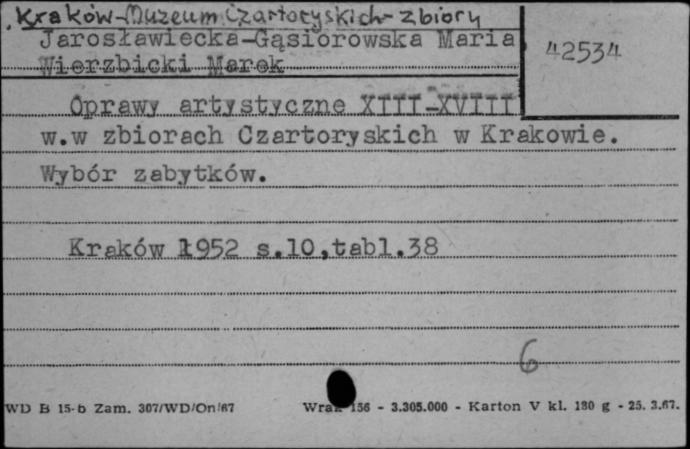 Kraków-Muzeum Czartoryskich-zbiory
Jarosławiecka-Gąsiorowska Maria
42534
Wierzbicki Marek
Oprawy artystyczne XIII-XVIII
w.w zbiorach Czartoryskich w Krakowie.
Wybór zabytków.
Kraków 1952 s.10,tabl.38
6
WD B 15-b Zam. 307/WD/On/67 Wrak 156 - 3.305.000 - Karton V kl. 180 g - 25. 3.67.